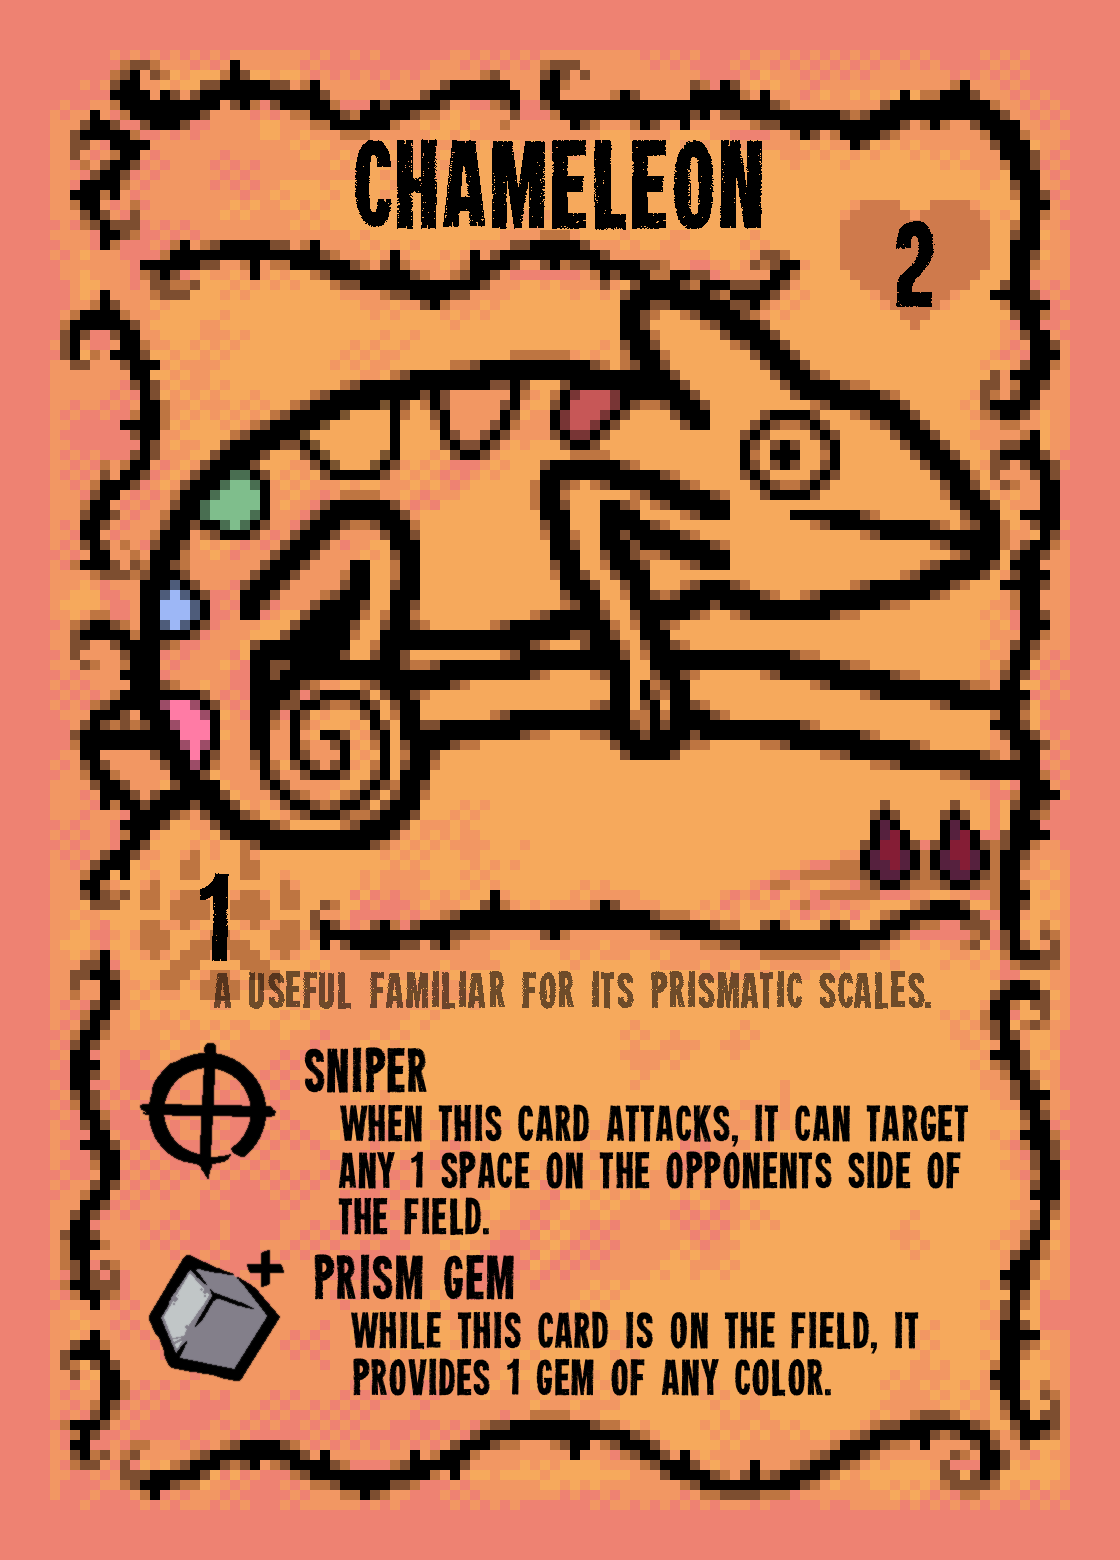 CHAMELEON
2
1
A USEFUL FAMILIAR FOR ITS PRISMATIC SCALES.
SNIPER
WHEN THIS CARD ATTACKS, IT CAN TARGET
ANY 1 SPACE ON THE OPPONENTS SIDE OF
THE FIELD.
PRISM GEM
WHILE THIS CARD IS ON THE FIELD, IT
PROVIDES 1 GEM OF ANY COLOR.